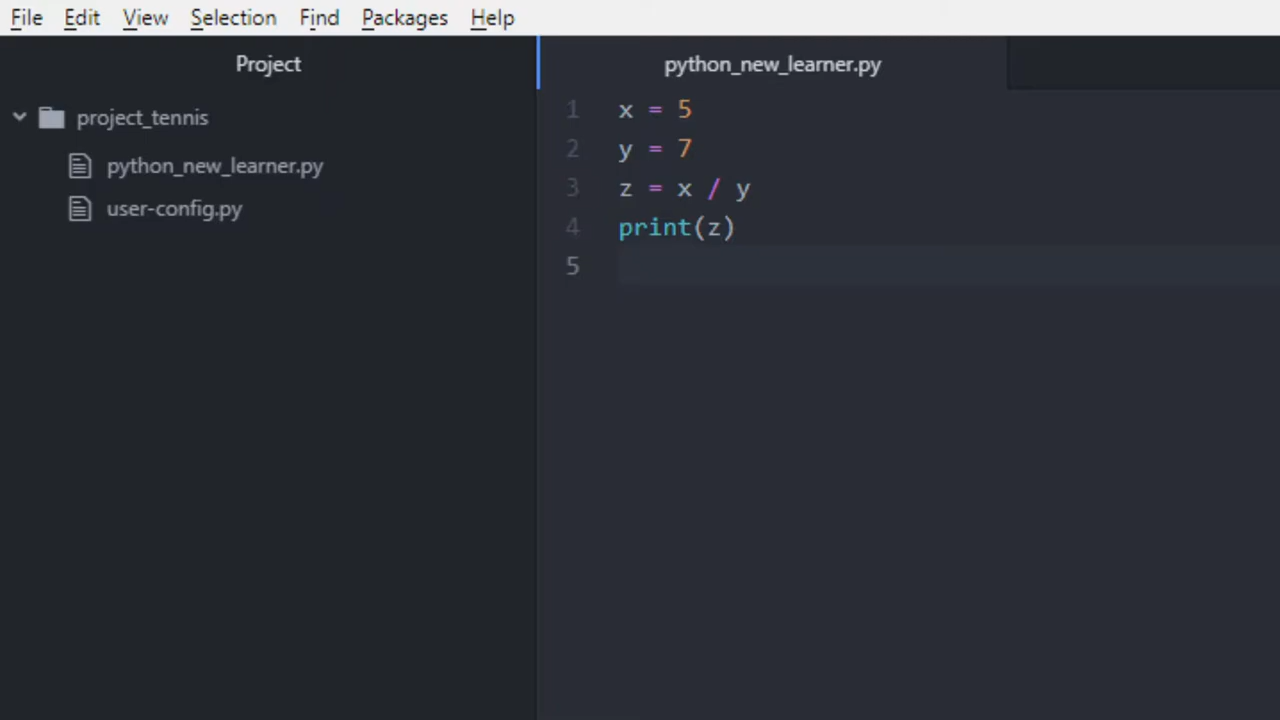 File Edit View Selection Find Packages Help
Project
project_tennis
python_new_learner.py
user-config.py
python_new_learner.py
1 x = 5
2 y = 7
3 z = x / y
4 print(z)
5